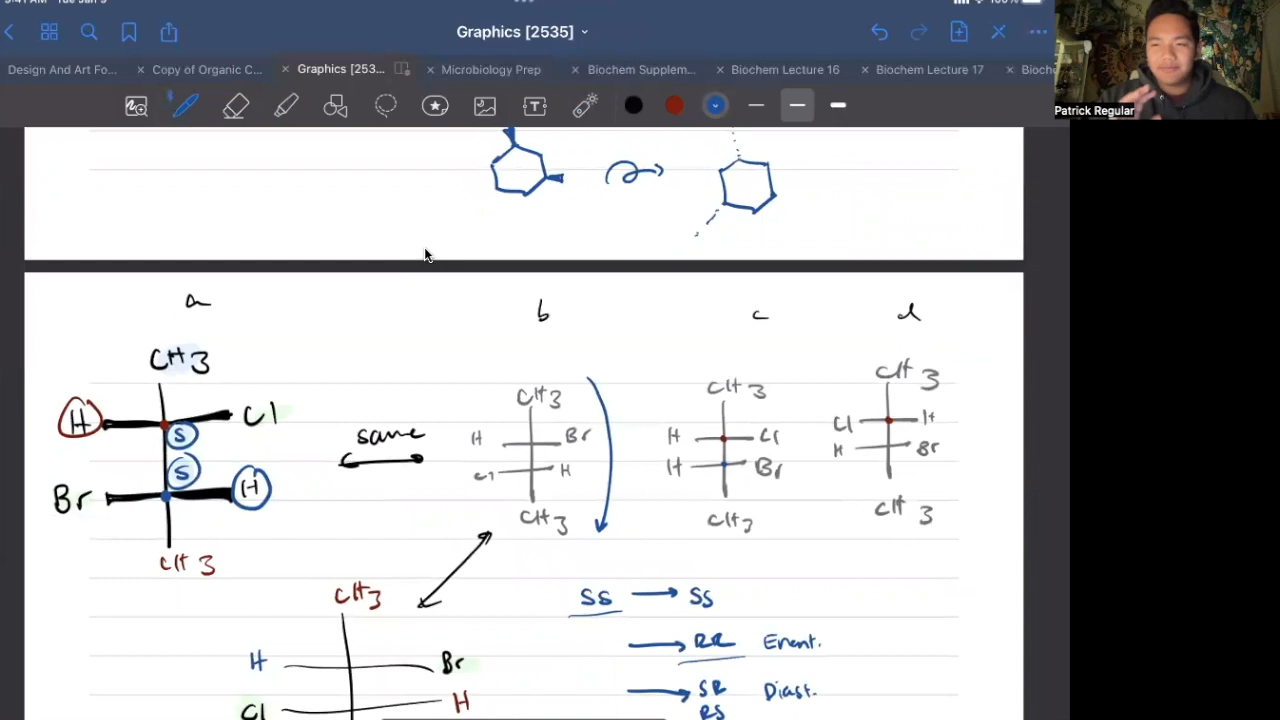 Graphics [2535]
Design And Art Fo...
Copy of Organic C...
Graphics [253...
Microbiology Prep
Biochem Supplem...
Biochem Lecture 16
Biochem Lecture 17
Patrick Regular
a
b
c
d
CH3
H
Cl
S
S
Br
H
CH3
same
CH3
H
Br
Cl
H
CH3
CH3
H
Cl
H
Br
CH3
CH3
Cl
H
H
Br
CH3
CH3
H
Br
Cl
H
SS → SS
→ RR Enant.
→ SR Diast.
RS